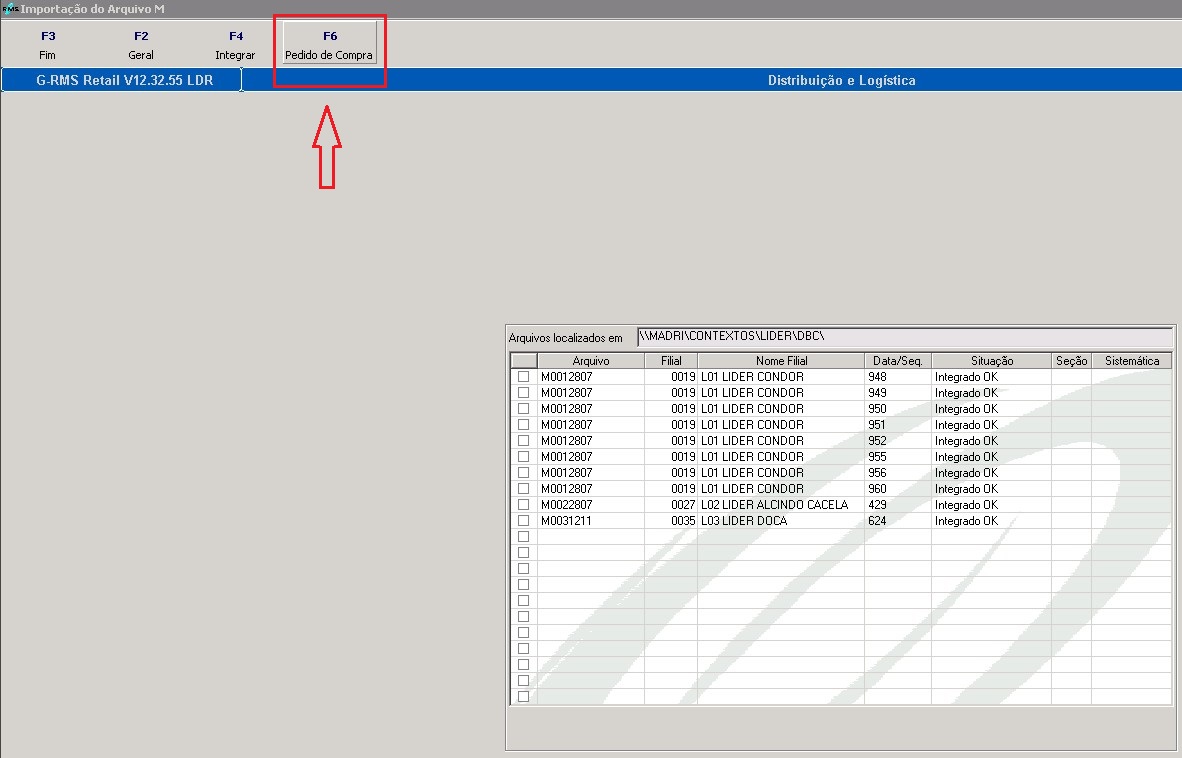 RMS Importação do Arquivo M
F3 F2 F4 F6
Fim Geral Integrar Pedido de Compra
G-RMS Retail V12.32.55 LDR Distribuição e Logística
Arquivos localizados em \\MADRI\CONTEXTOS\LIDER\DBC\
Arquivo Filial Nome Filial Data/Seq. Situação Seção Sistemática
M0012807 0019 L01 LIDER CONDOR 948 Integrado OK
M0012807 0019 L01 LIDER CONDOR 949 Integrado OK
M0012807 0019 L01 LIDER CONDOR 950 Integrado OK
M0012807 0019 L01 LIDER CONDOR 951 Integrado OK
M0012807 0019 L01 LIDER CONDOR 952 Integrado OK
M0012807 0019 L01 LIDER CONDOR 955 Integrado OK
M0012807 0019 L01 LIDER CONDOR 956 Integrado OK
M0012807 0019 L01 LIDER CONDOR 960 Integrado OK
M0022807 0027 L02 LIDER ALCINDO CACELA 429 Integrado OK
M0031211 0035 L03 LIDER DOCA 624 Integrado OK